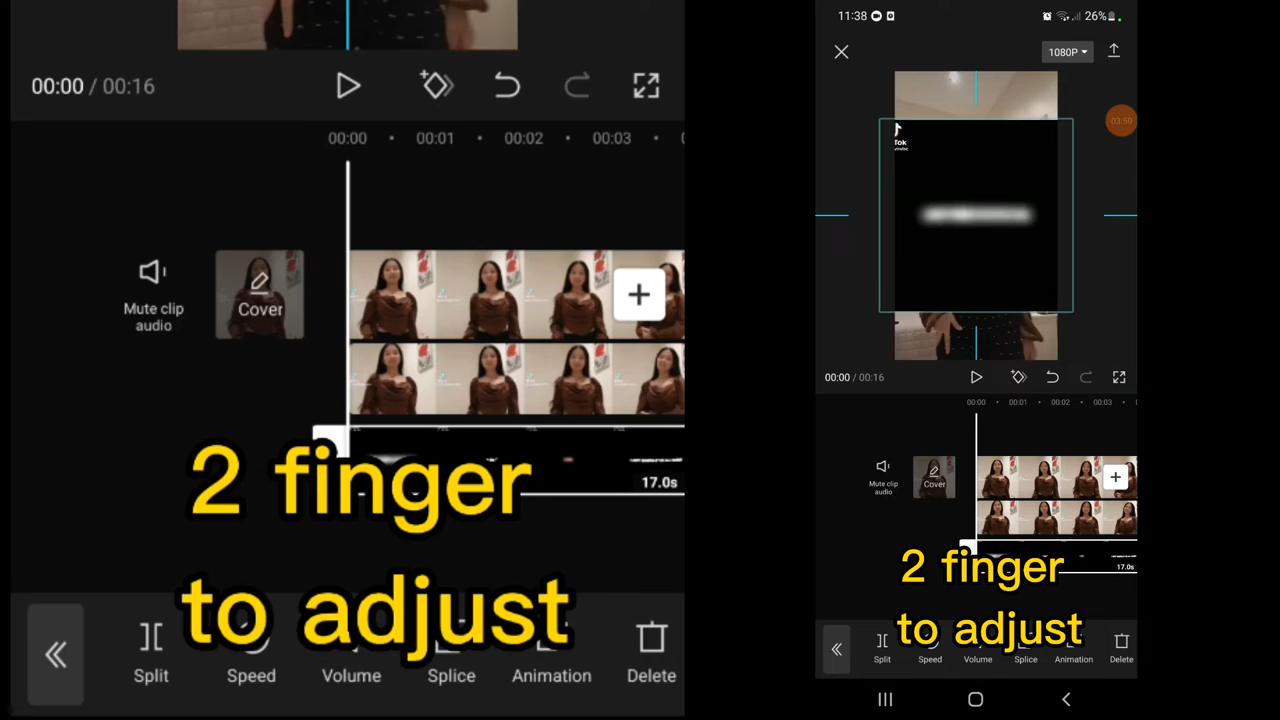 00:00 / 00:16
00:00 00:01 00:02 00:03
Mute clip
audio
Cover
17.0s
2 finger
to adjust
Split
Speed
Volume
Splice
Animation
Delete
11:38
26%
1080P
03:50
00:00 / 00:16
00:00 00:01 00:02 00:03
Mute clip
audio
Cover
17.0s
2 finger
to adjust
Split
Speed
Volume
Splice
Animation
Delete